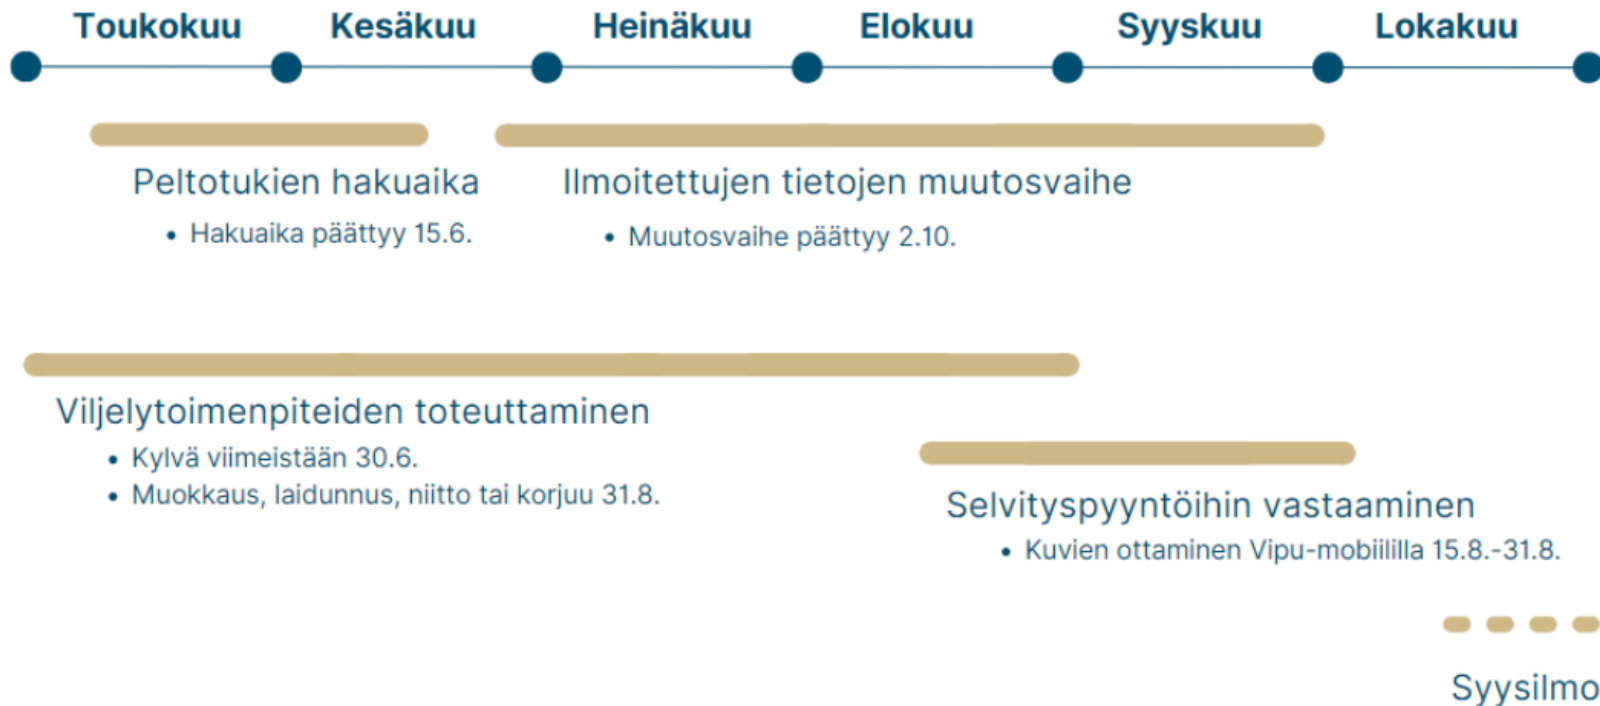 Toukokuu Kesäkuu Heinäkuu Elokuu Syyskuu Lokakuu
Peltotukien hakuaika
• Hakuaika päättyy 15.6.
Ilmoitettujen tietojen muutosvaihe
• Muutosvaihe päättyy 2.10.
Viljelytoimenpiteiden toteuttaminen
• Kylvä viimeistään 30.6.
• Muokkaus, laidunnus, niitto tai korjuu 31.8.
Selvityspyyntöihin vastaaminen
• Kuvien ottaminen Vipu-mobiililla 15.8.-31.8.
Syysilmo